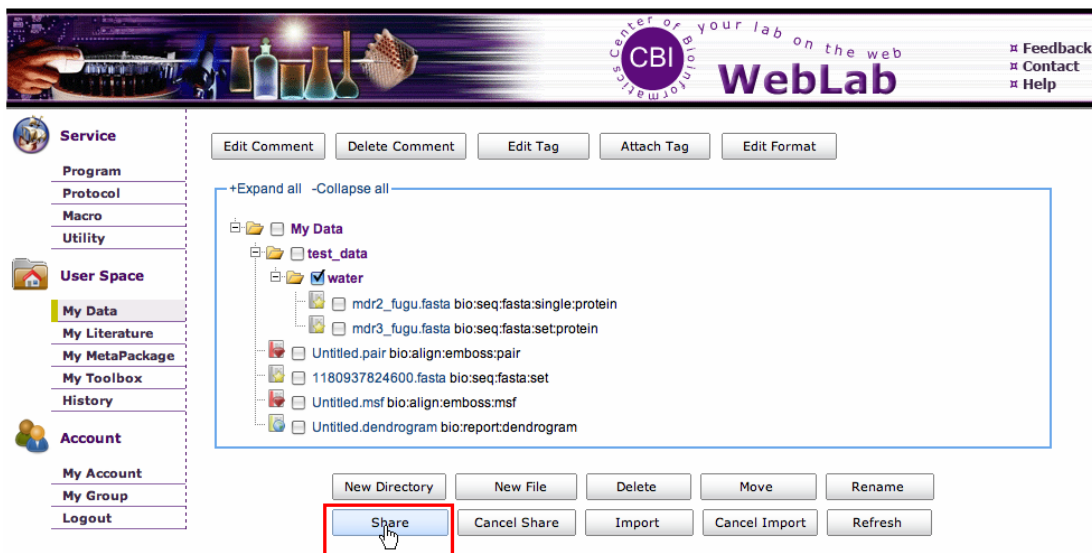 Center of Bioinformatics
CBI
your lab on the web
WebLab
¤ Feedback
¤ Contact
¤ Help
Service
Program
Protocol
Macro
Utility
User Space
My Data
My Literature
My MetaPackage
My Toolbox
History
Account
My Account
My Group
Logout
Edit Comment Delete Comment Edit Tag Attach Tag Edit Format
+Expand all -Collapse all
My Data
test_data
water
mdr2_fugu.fasta bio:seq:fasta:single:protein
mdr3_fugu.fasta bio:seq:fasta:set:protein
Untitled.pair bio:align:emboss:pair
1180937824600.fasta bio:seq:fasta:set
Untitled.msf bio:align:emboss:msf
Untitled.dendrogram bio:report:dendrogram
New Directory New File Delete Move Rename
Share Cancel Share Import Cancel Import Refresh